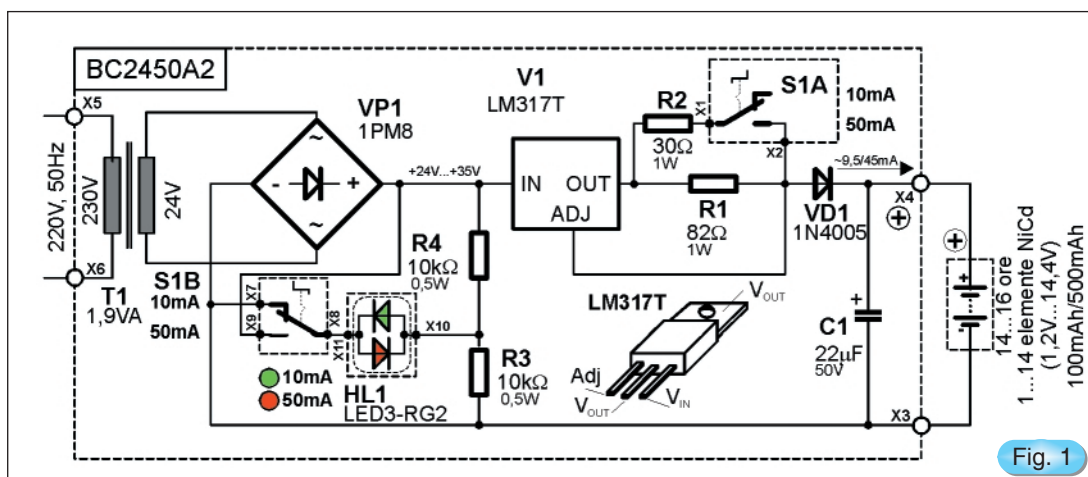 BC2450A2
X5
220V, 50Hz
230V
24V
X6
T1
1,9VA
VP1
1PM8
~
-
+
~
+24V...+35V
V1
LM317T
IN
OUT
ADJ
R2
30Ω
1W
X1
S1A
10mA
50mA
X2
R1
82Ω
1W
VD1
1N4005
~9,5/45mA
X4
+
S1B
10mA
50mA
X7
X9
X8
X11
X10
10mA
50mA
HL1
LED3-RG2
R4
10kΩ
0,5W
R3
10kΩ
0,5W
LM317T
VOUT
Adj
VOUT
VIN
+
C1
22µF
50V
X3
+
+
-
14...16 ore
1...14 elemente NiCd
(1,2V...14,4V)
100mAh/500mAh
Fig. 1